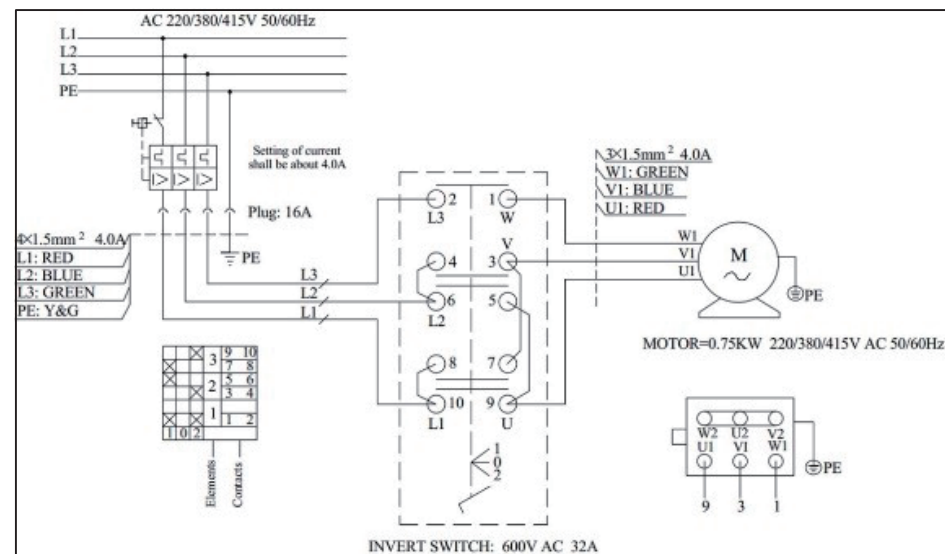 AC 220/380/415V 50/60Hz
L1
L2
L3
PE
Setting of current
shall be about 4.0A
Plug: 16A
PE
4×1.5mm² 4.0A
L1: RED
L2: BLUE
L3: GREEN
PE: Y&G
L3
L2
L1
3 9 10
7 8
2 5 6
3 4
1
1 2
1 0 2
Elements
Contacts
2 1
L3 W
V
4 3
6 5
L2
8 7
10 9
L1 U
1
0
2
INVERT SWITCH: 600V AC 32A
3×1.5mm² 4.0A
W1: GREEN
V1: BLUE
U1: RED
W1
V1
U1
M
PE
MOTOR=0.75KW 220/380/415V AC 50/60Hz
W2 U2 V2
U1 V1 W1
PE
9 3 1